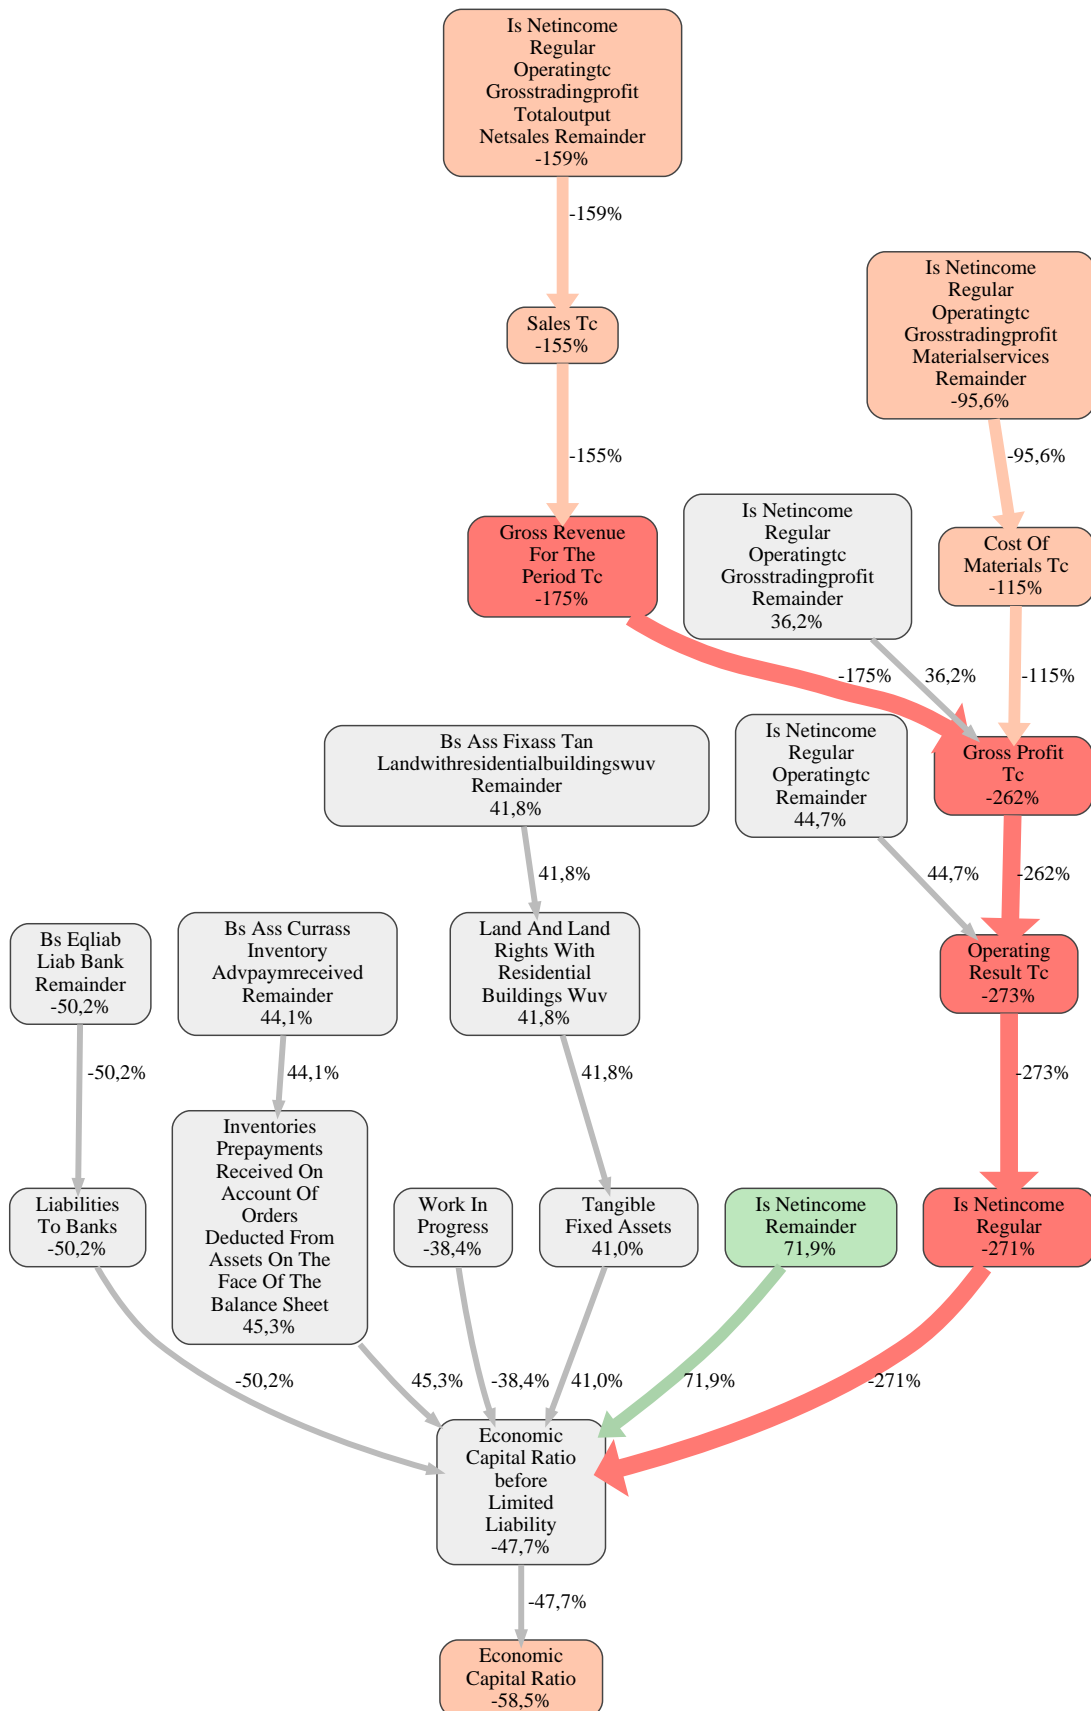 Is Netincome
Regular
Operatingtc
Grosstradingprofit
Totaloutput
Netsales Remainder
-159%
-159%
Sales Tc
-155%
Is Netincome
Regular
Operatingtc
Grosstradingprofit
Materialservices
Remainder
-95,6%
-155%
-95,6%
Gross Revenue
For The
Period Tc
-175%
Is Netincome
Regular
Operatingtc
Grosstradingprofit
Remainder
36,2%
Cost Of
Materials Tc
-115%
-175%
36,2%
-115%
Bs Ass Fixass Tan
Landwithresidentialbuildingswuv
Remainder
41,8%
Is Netincome
Regular
Operatingtc
Remainder
44,7%
Gross Profit
Tc
-262%
41,8%
44,7%
-262%
Bs Eqliab
Liab Bank
Remainder
-50,2%
Bs Ass Currass
Inventory
Advpaymreceived
Remainder
44,1%
Land And Land
Rights With
Residential
Buildings Wuv
41,8%
Operating
Result Tc
-273%
-50,2%
44,1%
41,8%
-273%
Liabilities
To Banks
-50,2%
Inventories
Prepayments
Received On
Account Of
Orders
Deducted From
Assets On The
Face Of The
Balance Sheet
45,3%
Work In
Progress
-38,4%
Tangible
Fixed Assets
41,0%
Is Netincome
Remainder
71,9%
Is Netincome
Regular
-271%
-50,2%
45,3%
-38,4%
41,0%
71,9%
-271%
Economic
Capital Ratio
before
Limited
Liability
-47,7%
-47,7%
Economic
Capital Ratio
-58,5%